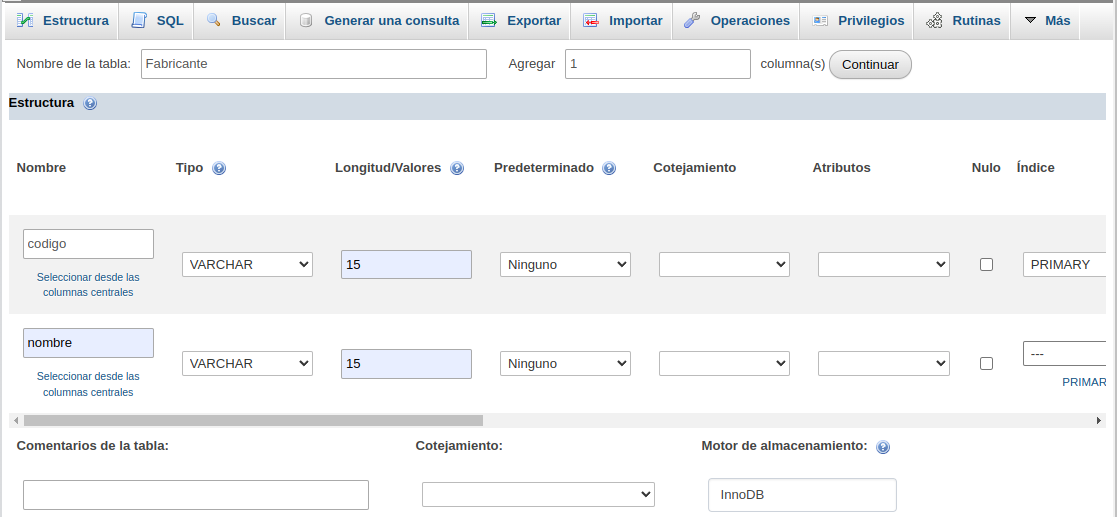 Estructura SQL Buscar Generar una consulta Exportar Importar Operaciones Privilegios Rutinas Más
Nombre de la tabla: Fabricante Agregar 1 columna(s) Continuar
Estructura
Nombre Tipo Longitud/Valores Predeterminado Cotejamiento Atributos Nulo Índice
codigo
VARCHAR 15 Ninguno PRIMARY
Seleccionar desde las
columnas centrales
nombre
VARCHAR 15 Ninguno ---
Seleccionar desde las
columnas centrales
PRIMAR
Comentarios de la tabla: Cotejamiento: Motor de almacenamiento:
InnoDB